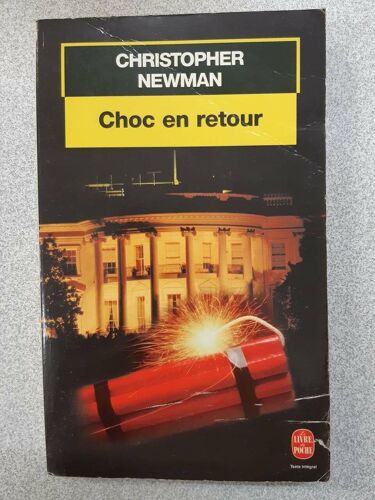 CHRISTOPHER
NEWMAN
Choc en retour
LE LIVRE
DE
POCHE
Texte intégral